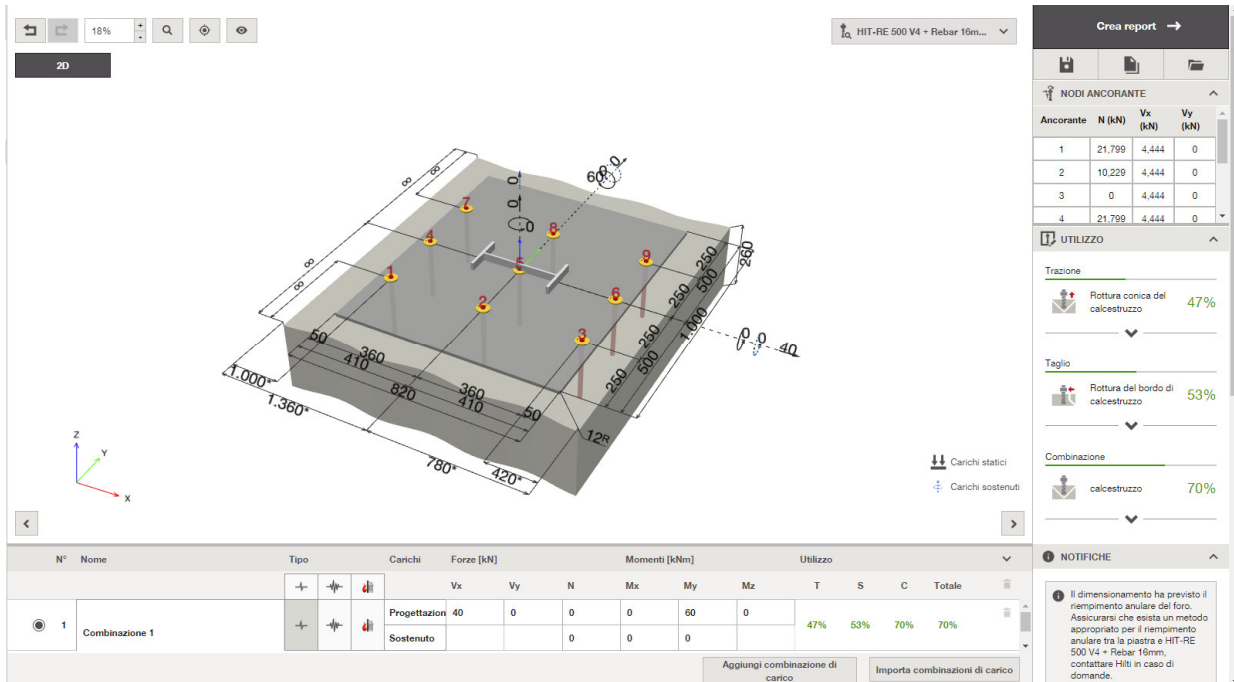 18%
+
-
HIT-RE 500 V4 + Rebar 16m...
Crea report
2D
NODI ANCORANTE
Ancorante N (kN) Vx (kN) Vy (kN)
1 21,799 4,444 0
2 10,229 4,444 0
3 0 4,444 0
4 21,799 4,444 0
UTILIZZO
Trazione
Rottura conica del
calcestruzzo
47%
Taglio
Rottura del bordo di
calcestruzzo
53%
Combinazione
calcestruzzo
70%
NOTIFICHE
Il dimensionamento ha previsto il
riempimento anulare del foro.
Assicurarsi che esista un metodo
appropriato per il riempimento
anulare tra la piastra e HIT-RE
500 V4 + Rebar 16mm,
contattare Hilti in caso di
domande.
∞
∞
∞
∞
7
4
1
8
5
2
9
6
3
0
0
0
60
0
0
0
0
40
250
500
250
260
250
1.000
500
250
50
360
410
820
360
410
50
1.000*
1.360*
780*
420*
12R
Z
Y
X
Carichi statici
Carichi sostenuti
N° Nome Tipo Carichi Forze [kN] Momenti [kNm] Utilizzo
Vx Vy N Mx My Mz T S C Totale
1 Combinazione 1
Progettazion 40 0 0 0 60 0
47% 53% 70% 70%
Sostenuto 0 0 0
Aggiungi combinazione di
carico
Importa combinazioni di carico